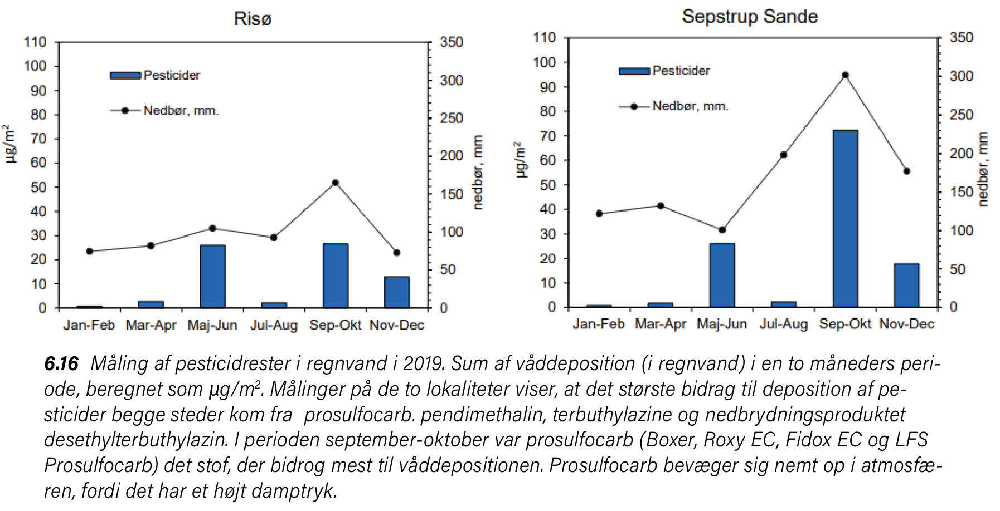 Risø
110
100
90
80
70
60
50
40
30
20
10
0
µg/m²
Pesticider
Nedbør, mm.
350
300
250
200
150
100
50
0
nedbør, mm
Jan-Feb Mar-Apr Maj-Jun Jul-Aug Sep-Okt Nov-Dec
Sepstrup Sande
110
100
90
80
70
60
50
40
30
20
10
0
µg/m²
Pesticider
Nedbør, mm.
350
300
250
200
150
100
50
0
nedbør, mm
Jan-Feb Mar-Apr Maj-Jun Jul-Aug Sep-Okt Nov-Dec
6.16 Måling af pesticidrester i regnvand i 2019. Sum af våddeposition (i regnvand) i en to måneders peri-
ode, beregnet som µg/m². Målinger på de to lokaliteter viser, at det største bidrag til deposition af pe-
sticider begge steder kom fra prosulfocarb. pendimethalin, terbuthylazine og nedbrydningsproduktet
desethylterbuthylazin. I perioden september-oktober var prosulfocarb (Boxer, Roxy EC, Fidox EC og LFS
Prosulfocarb) det stof, der bidrog mest til våddepositionen. Prosulfocarb bevæger sig nemt op i atmosfæ-
ren, fordi det har et højt damptryk.